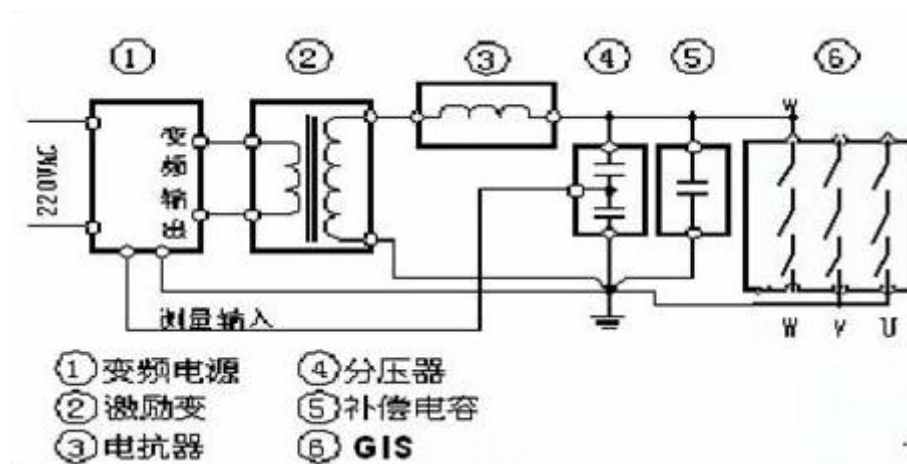 ① ② ③ ④ ⑤ ⑥
W
220VAC
变频输出
测量输入
W V U
①变频电源 ④分压器
②激励变 ⑤补偿电容
③电抗器 ⑥ GIS